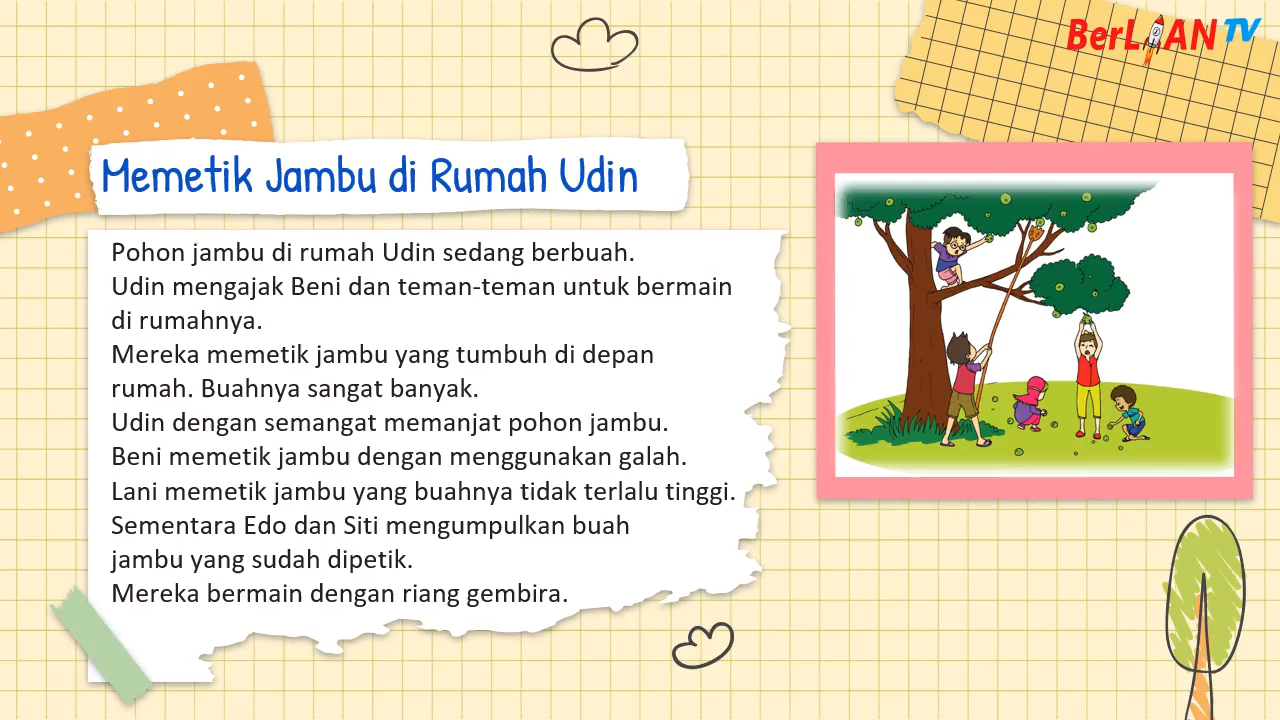 BerLiAN TV
Memetik Jambu di Rumah Udin
Pohon jambu di rumah Udin sedang berbuah.
Udin mengajak Beni dan teman-teman untuk bermain
di rumahnya.
Mereka memetik jambu yang tumbuh di depan
rumah. Buahnya sangat banyak.
Udin dengan semangat memanjat pohon jambu.
Beni memetik jambu dengan menggunakan galah.
Lani memetik jambu yang buahnya tidak terlalu tinggi.
Sementara Edo dan Siti mengumpulkan buah
jambu yang sudah dipetik.
Mereka bermain dengan riang gembira.